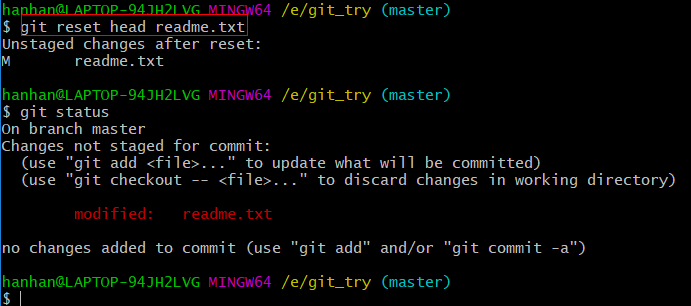 hanhan@LAPTOP-94JH2LVG MINGW64 /e/git_try (master)
$ git reset head readme.txt
Unstaged changes after reset:
M       readme.txt
hanhan@LAPTOP-94JH2LVG MINGW64 /e/git_try (master)
$ git status
On branch master
Changes not staged for commit:
  (use "git add <file>..." to update what will be committed)
  (use "git checkout -- <file>..." to discard changes in working directory)
        modified:   readme.txt
no changes added to commit (use "git add" and/or "git commit -a")
hanhan@LAPTOP-94JH2LVG MINGW64 /e/git_try (master)
$